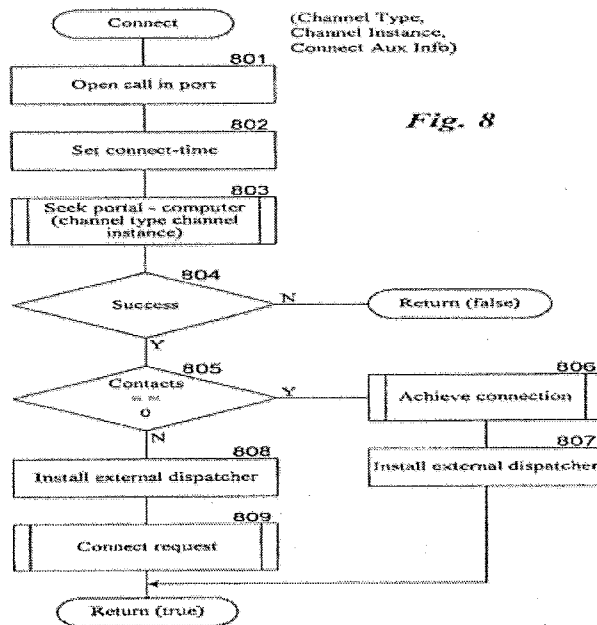 Connect
(Channel Type,
Channel Instance,
Connect Aux Info)
801
Open call in port
Fig. 8
802
Set connect-time
803
Seek portal - computer
(channel type channel
instance)
804
Success
N
Return (false)
Y
805
Contacts
= =
0
Y
806
Achieve connection
N
808
Install external dispatcher
807
Install external dispatcher
809
Connect request
Return (true)